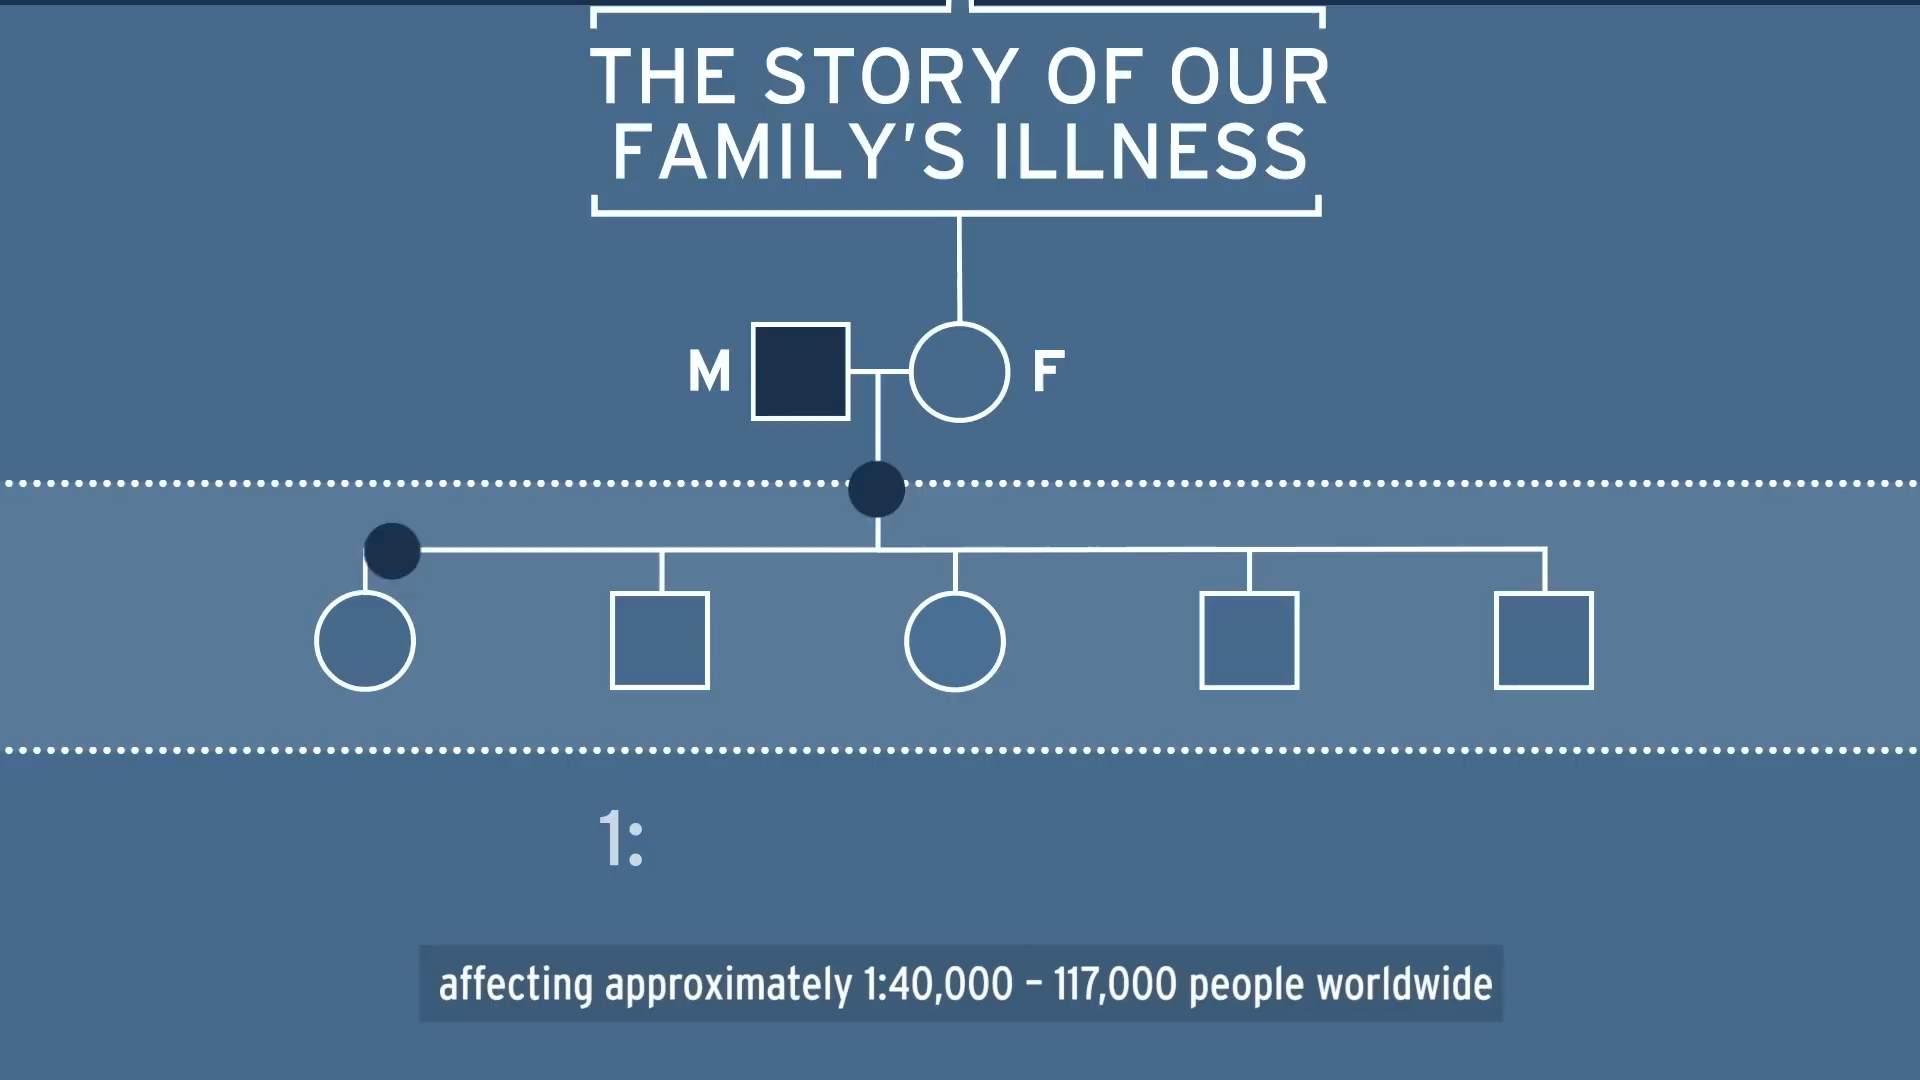 THE STORY OF OUR
FAMILY'S ILLNESS
M
F
1:
affecting approximately 1:40,000 – 117,000 people worldwide